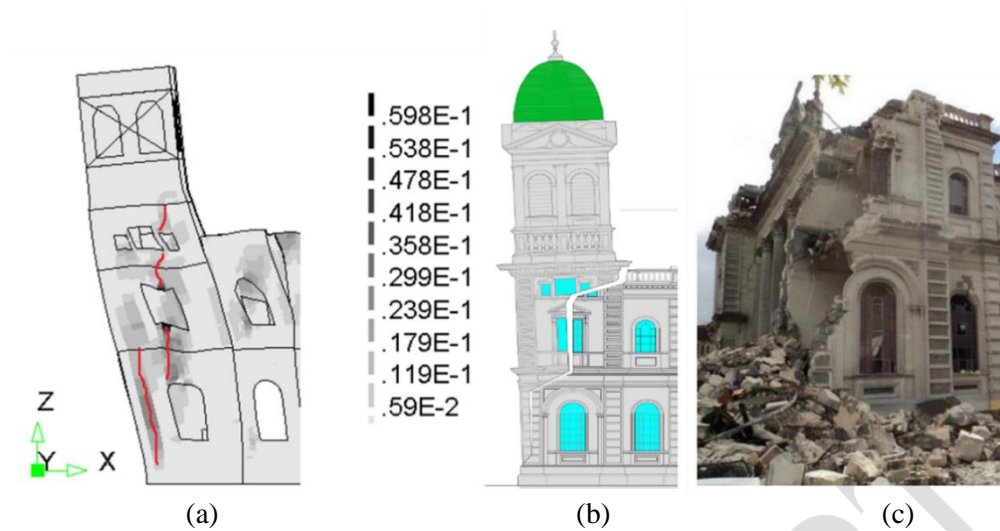 .598E-1
.538E-1
.478E-1
.418E-1
.358E-1
.299E-1
.239E-1
.179E-1
.119E-1
.59E-2
Z
Y
X
(a)
(b)
(c)